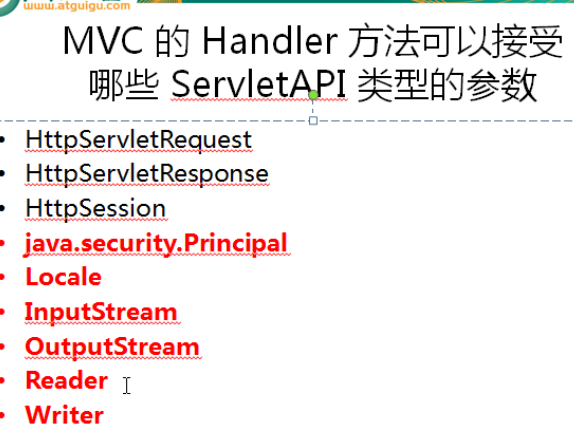 www.atguigu.com
MVC 的 Handler 方法可以接受
哪些 ServletAPI 类型的参数
• HttpServletRequest
• HttpServletResponse
• HttpSession
• java.security.Principal
• Locale
• InputStream
• OutputStream
• Reader
• Writer